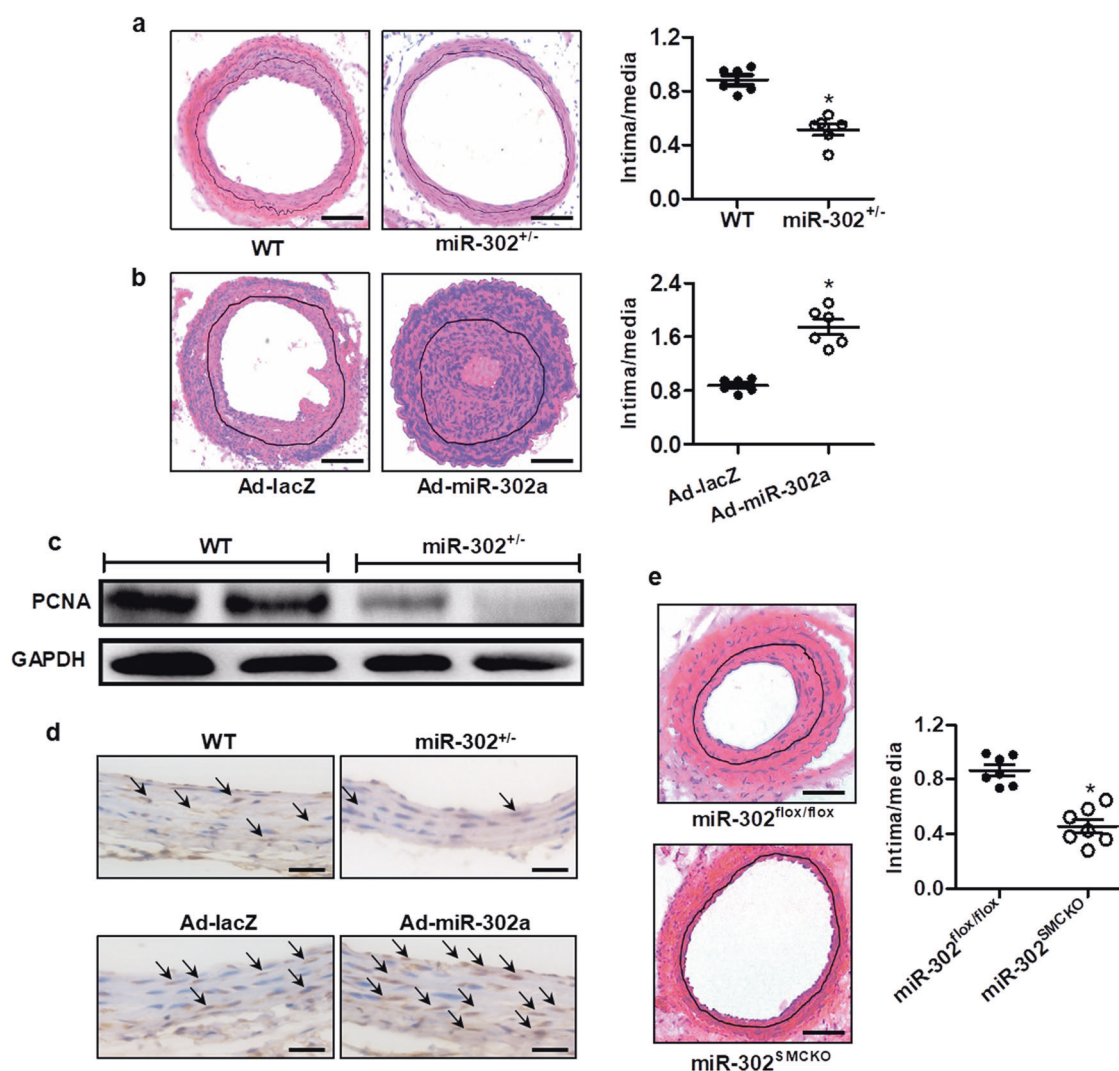 a
WT
miR-302+/-
Intima/media
1.2
0.8
0.4
0.0
*
WT
miR-302+/-
b
Ad-lacZ
Ad-miR-302a
Intima/media
2.4
1.6
0.8
0.0
*
Ad-lacZ
Ad-miR-302a
c
WT
miR-302+/-
PCNA
GAPDH
d
WT
miR-302+/-
Ad-lacZ
Ad-miR-302a
e
miR-302flox/flox
miR-302SMCKO
Intima/media
1.2
0.8
0.4
0.0
*
miR-302flox/flox
miR-302SMCKO